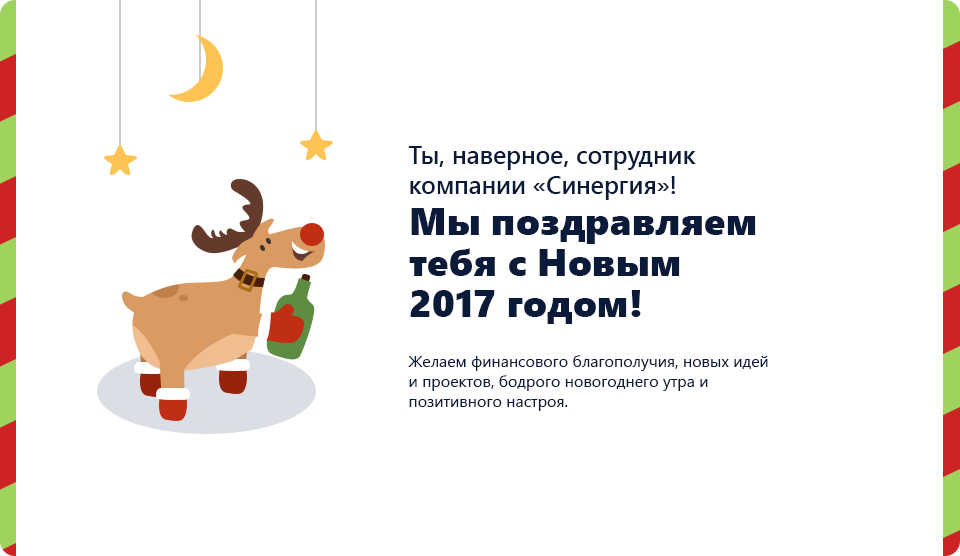 Ты, наверное, сотрудник
компании «Синергия»!
Мы поздравляем
тебя с Новым
2017 годом!
Желаем финансового благополучия, новых идей
и проектов, бодрого новогоднего утра и
позитивного настроя.